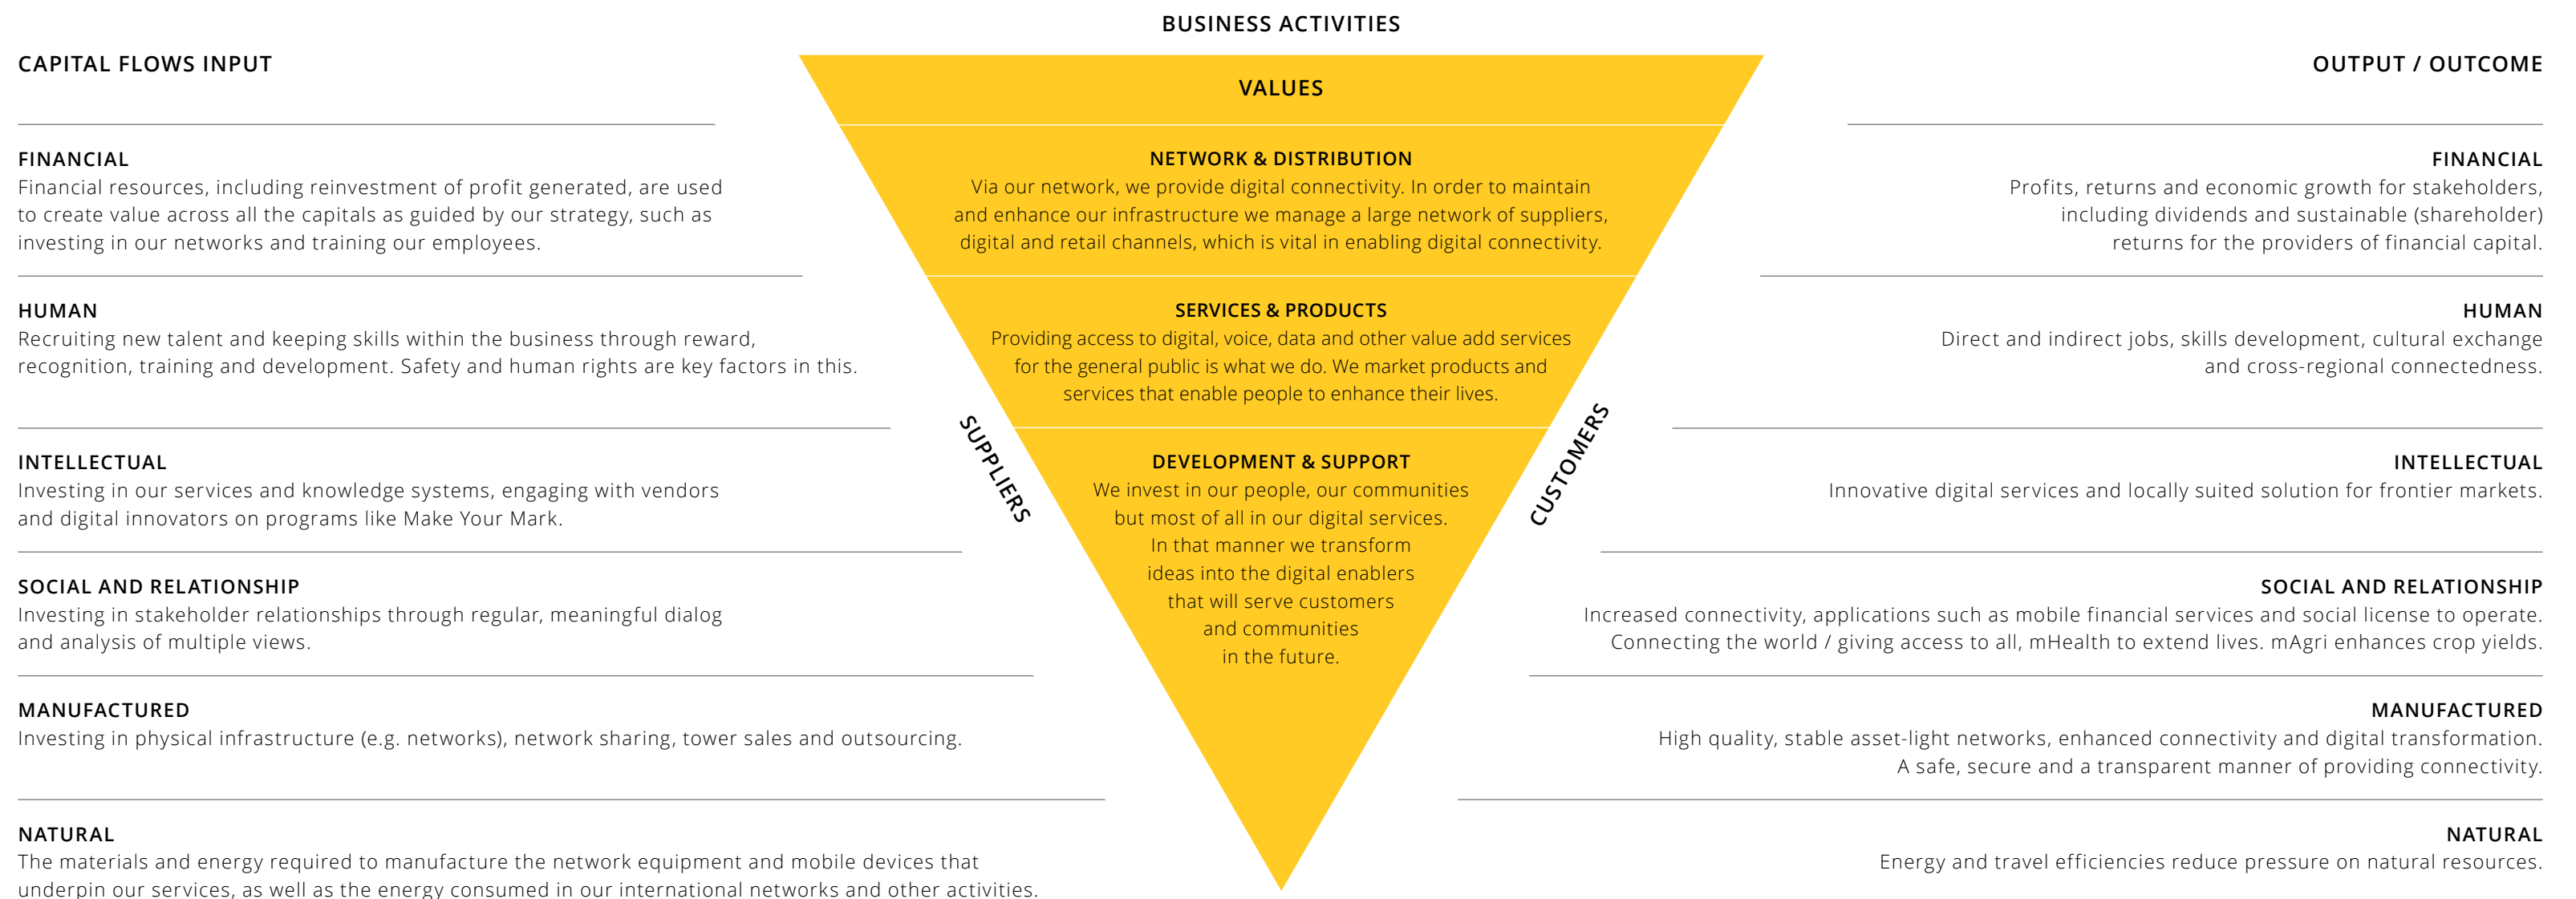 BUSINESS ACTIVITIES
CAPITAL FLOWS INPUT
FINANCIAL
Financial resources, including reinvestment of profit generated, are used
to create value across all the capitals as guided by our strategy, such as
investing in our networks and training our employees.
HUMAN
Recruiting new talent and keeping skills within the business through reward,
recognition, training and development. Safety and human rights are key factors in this.
INTELLECTUAL
Investing in our services and knowledge systems, engaging with vendors
and digital innovators on programs like Make Your Mark.
SOCIAL AND RELATIONSHIP
Investing in stakeholder relationships through regular, meaningful dialog
and analysis of multiple views.
MANUFACTURED
Investing in physical infrastructure (e.g. networks), network sharing, tower sales and outsourcing.
NATURAL
The materials and energy required to manufacture the network equipment and mobile devices that
underpin our services, as well as the energy consumed in our international networks and other activities.
SUPPLIERS
VALUES
NETWORK & DISTRIBUTION
Via our network, we provide digital connectivity. In order to maintain
and enhance our infrastructure we manage a large network of suppliers,
digital and retail channels, which is vital in enabling digital connectivity.
SERVICES & PRODUCTS
Providing access to digital, voice, data and other value add services
for the general public is what we do. We market products and
services that enable people to enhance their lives.
DEVELOPMENT & SUPPORT
We invest in our people, our communities
but most of all in our digital services.
In that manner we transform
ideas into the digital enablers
that will serve customers
and communities
in the future.
CUSTOMERS
OUTPUT / OUTCOME
FINANCIAL
Profits, returns and economic growth for stakeholders,
including dividends and sustainable (shareholder)
returns for the providers of financial capital.
HUMAN
Direct and indirect jobs, skills development, cultural exchange
and cross-regional connectedness.
INTELLECTUAL
Innovative digital services and locally suited solution for frontier markets.
SOCIAL AND RELATIONSHIP
Increased connectivity, applications such as mobile financial services and social license to operate.
Connecting the world / giving access to all, mHealth to extend lives. mAgri enhances crop yields.
MANUFACTURED
High quality, stable asset-light networks, enhanced connectivity and digital transformation.
A safe, secure and a transparent manner of providing connectivity.
NATURAL
Energy and travel efficiencies reduce pressure on natural resources.